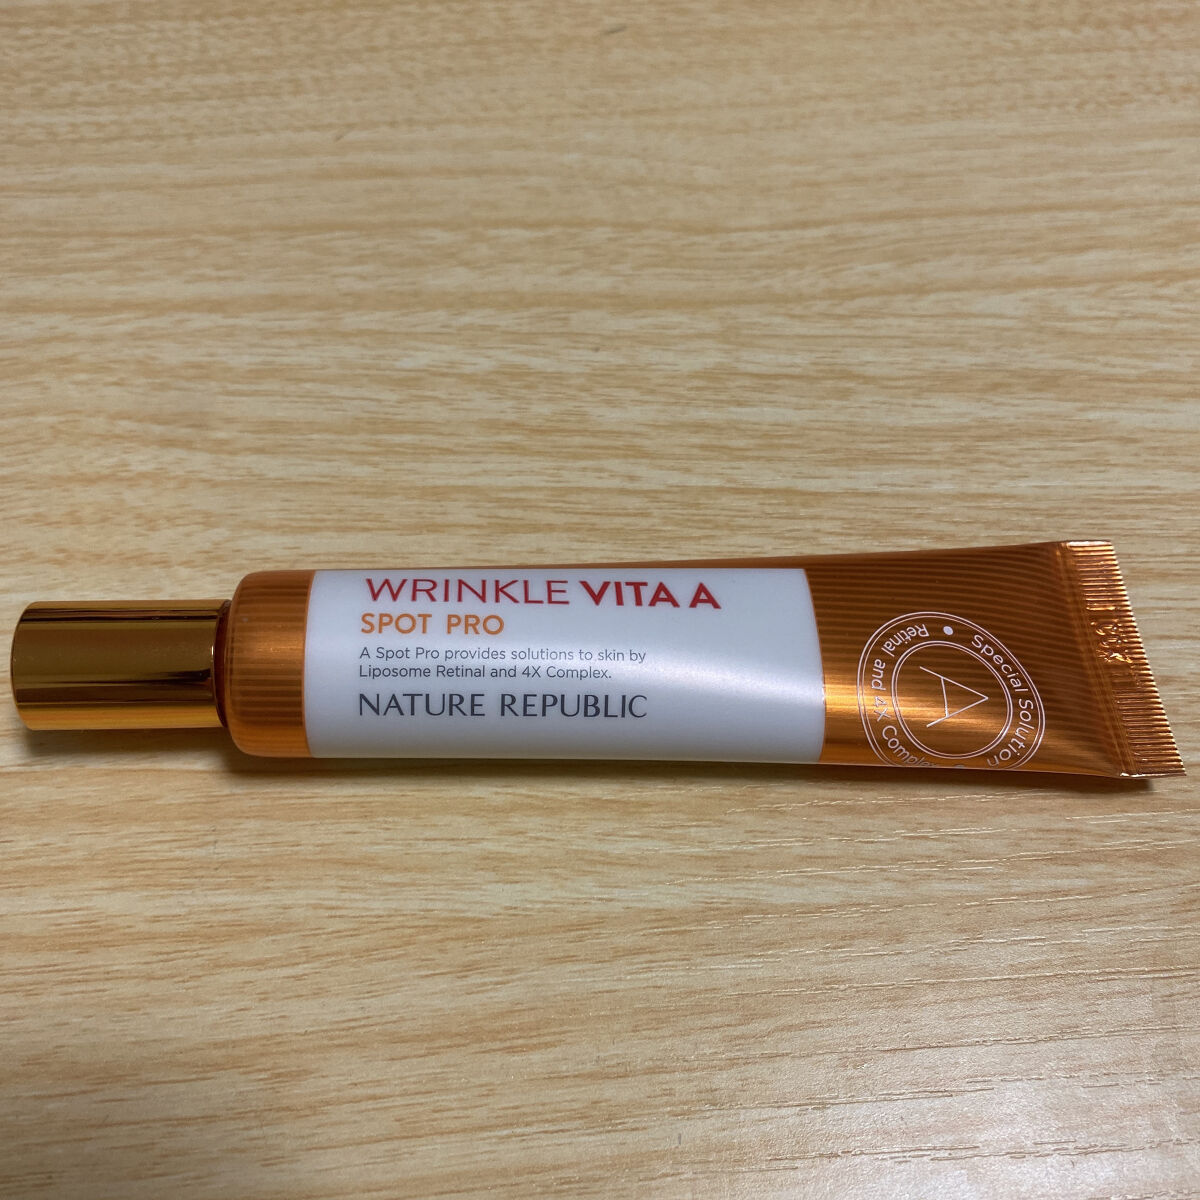 WRINKLE VITA A
SPOT PRO
A Spot Pro provides solutions to skin by
Liposome Retinal and 4X Complex.
NATURE REPUBLIC
A
Special Solution
Retinal and 4X Complex